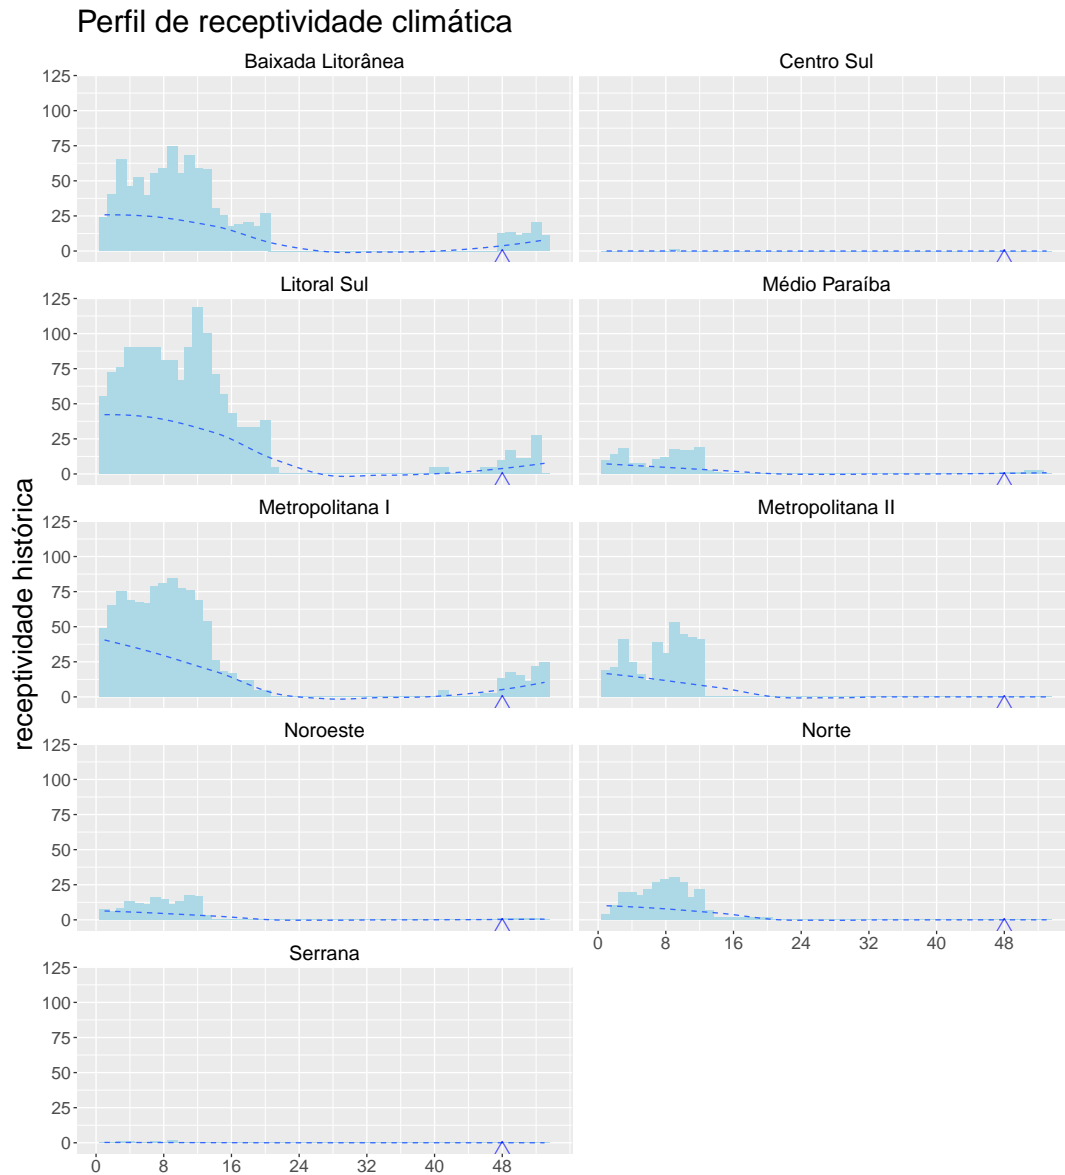 Perfil de receptividade climática
Baixada Litorânea
Centro Sul
125
100
75
50
25
0
Litoral Sul
Médio Paraíba
125
100
75
50
25
0
Metropolitana I
Metropolitana II
125
100
75
50
25
0
receptividade histórica
Noroeste
Norte
125
100
75
50
25
0
0 8 16 24 32 40 48
Serrana
125
100
75
50
25
0
0 8 16 24 32 40 48